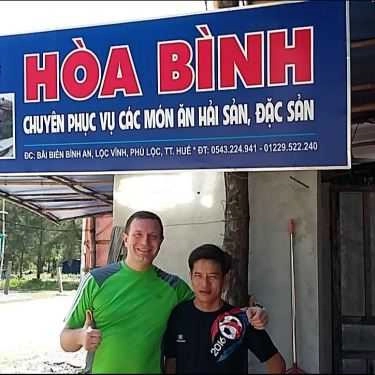 HÒA BÌNH
CHUYÊN PHỤC VỤ CÁC MÓN ĂN HẢI SẢN, ĐẶC SẢN
ĐC: BÃI BIỂN BÌNH AN, LỘC VĨNH, PHÚ LỘC, TT. HUẾ * ĐT: 0543.224.941 - 01229.522.240
2016